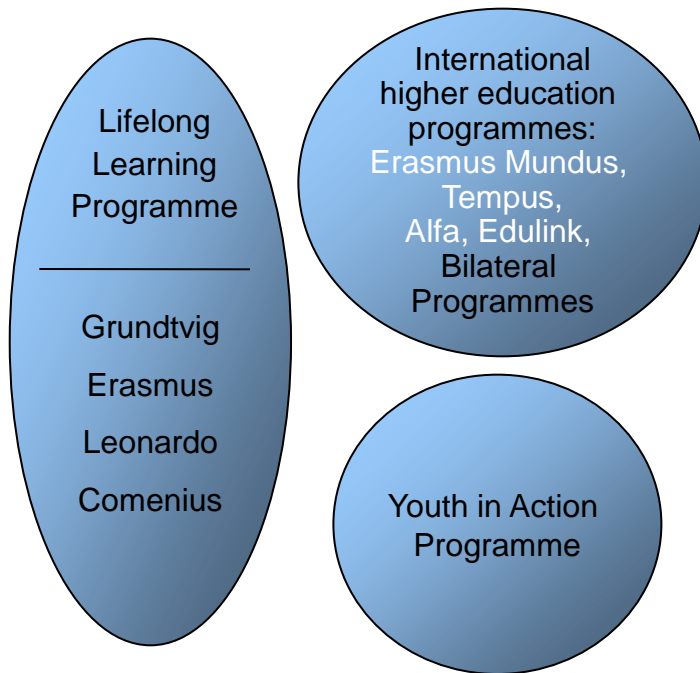 Lifelong
Learning
Programme
Grundtvig
Erasmus
Leonardo
Comenius
International
higher education
programmes:
Erasmus Mundus,
Tempus,
Alfa, Edulink,
Bilateral
Programmes
Youth in Action
Programme